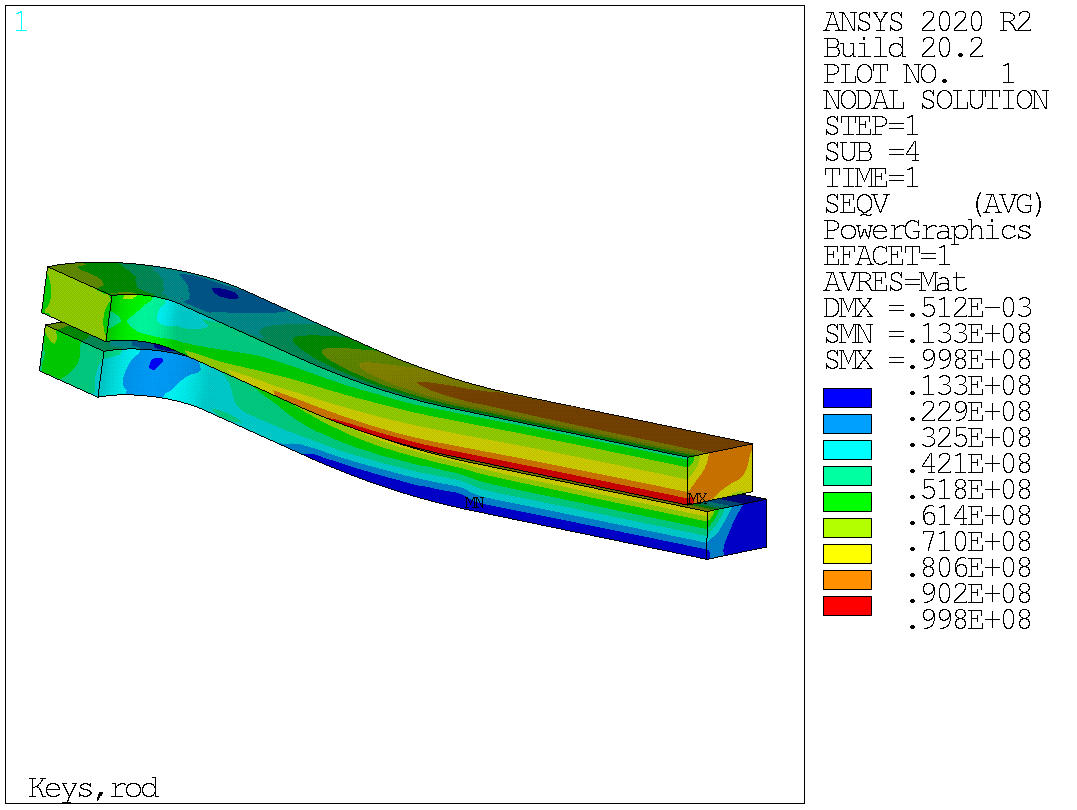 1
ANSYS 2020 R2
Build 20.2
PLOT NO.   1
NODAL SOLUTION
STEP=1
SUB =4
TIME=1
SEQV     (AVG)
PowerGraphics
EFACET=1
AVRES=Mat
DMX =.512E-03
SMN =.133E+08
SMX =.998E+08
.133E+08
.229E+08
.325E+08
.421E+08
.518E+08
.614E+08
.710E+08
.806E+08
.902E+08
.998E+08
MX
MN
Keys,rod